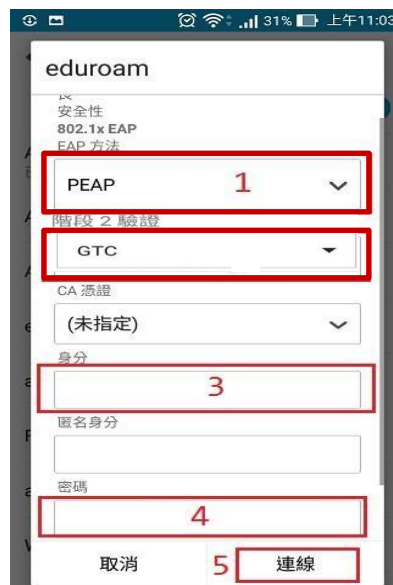 31% 上午11:03
eduroam
安全性
802.1x EAP
EAP 方法
PEAP 1
階段 2 驗證
GTC
CA 憑證
(未指定)
身分
3
匿名身分
密碼
4
取消 5 連線